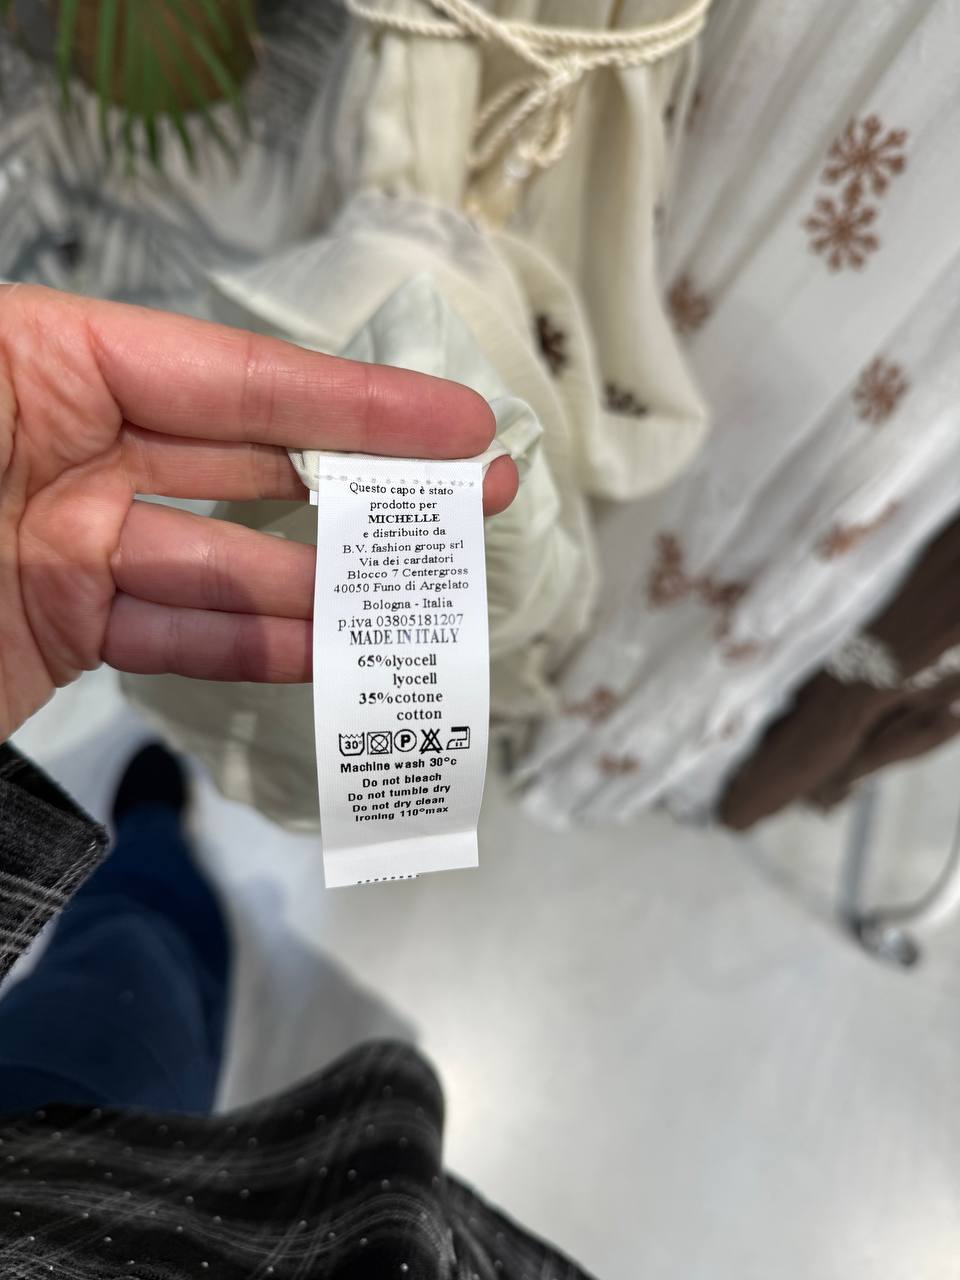 Questo capo è stato
prodotto per
MICHELLE
e distribuito da
B.V. fashion group srl
Via dei cardatori
Blocco 7 Centergross
40050 Funo di Argelato
Bologna - Italia
p.iva 03805181207
MADE IN ITALY
65%lyocell
lyocell
35%cotone
cotton
30° P
Machine wash 30°c
Do not bleach
Do not tumble dry
Do not dry clean
Ironing 110°max